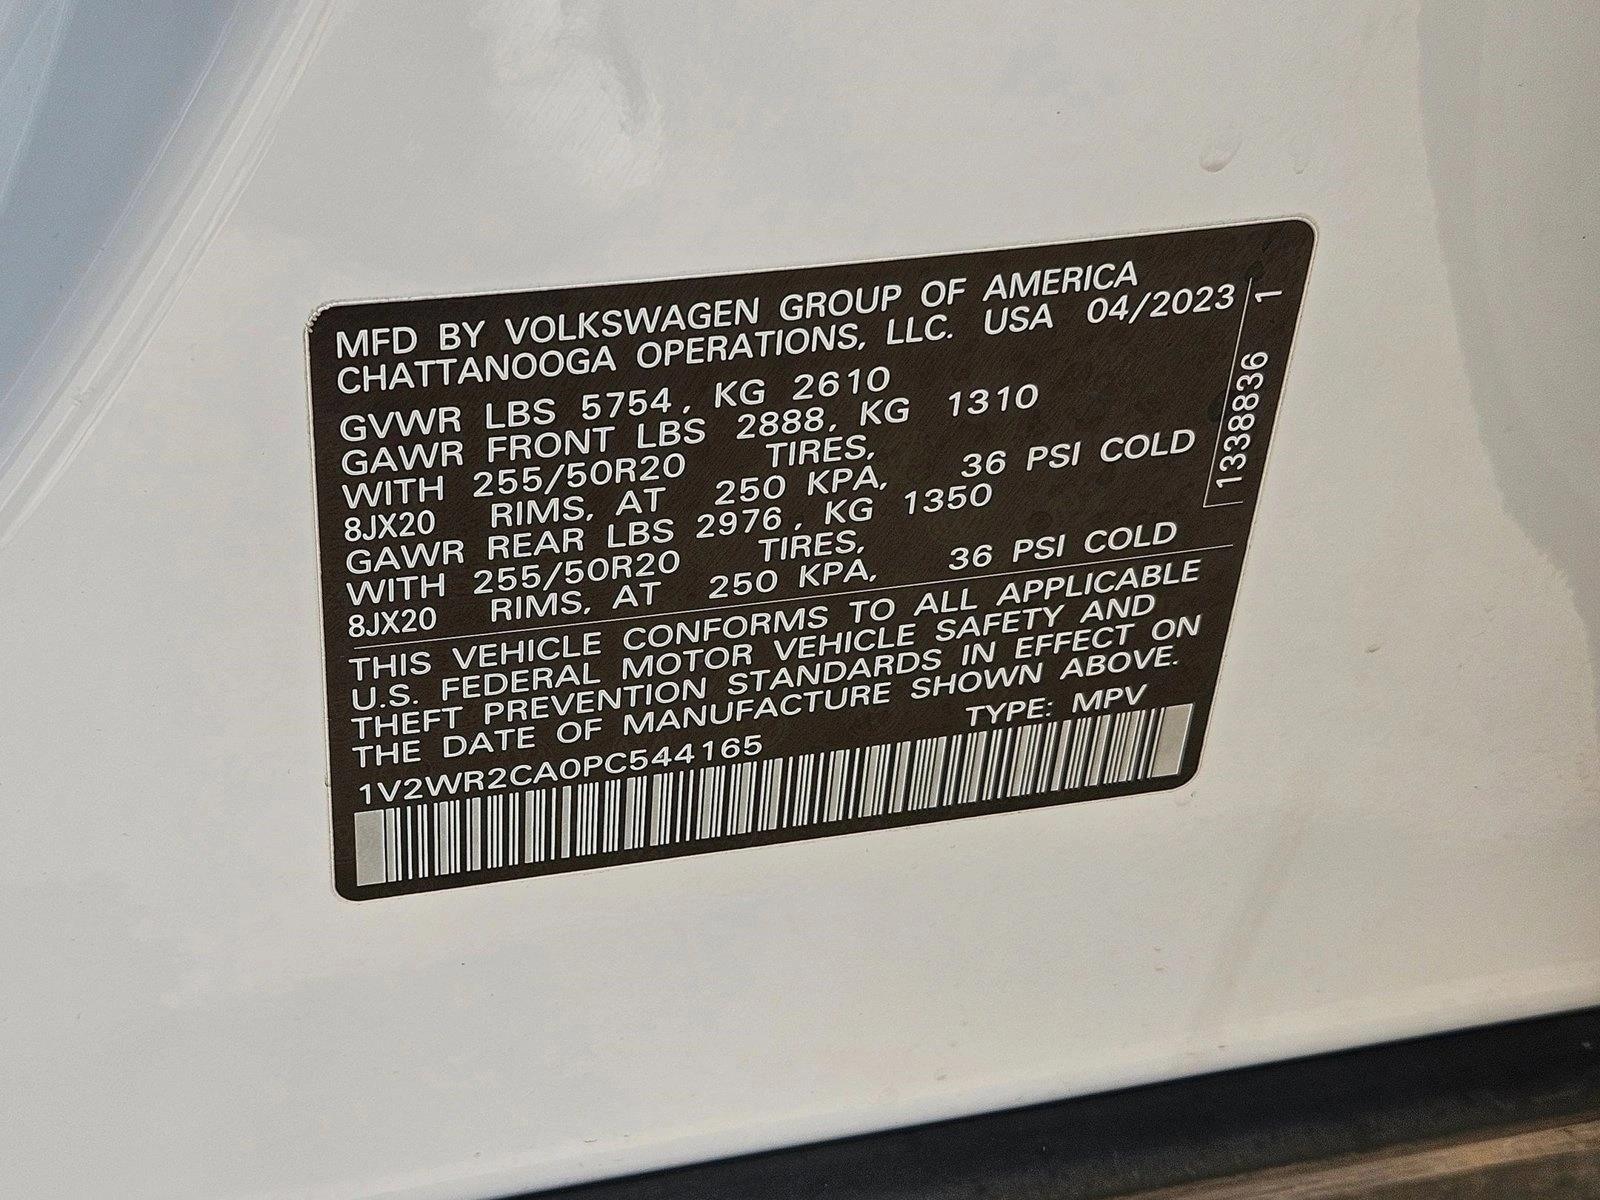 MFD BY VOLKSWAGEN GROUP OF AMERICA
CHATTANOOGA OPERATIONS, LLC. USA 04/2023
GVWR LBS 5754, KG 2610
GAWR FRONT LBS 2888, KG 1310
WITH 255/50R20 TIRES,
8JX20 RIMS, AT 250 KPA, 36 PSI COLD
GAWR REAR LBS 2976, KG 1350
WITH 255/50R20 TIRES,
8JX20 RIMS, AT 250 KPA, 36 PSI COLD
THIS VEHICLE CONFORMS TO ALL APPLICABLE
U.S. FEDERAL MOTOR VEHICLE SAFETY AND
THEFT PREVENTION STANDARDS IN EFFECT ON
THE DATE OF MANUFACTURE SHOWN ABOVE.
1V2WR2CA0PC544165 TYPE: MPV
1338836 1